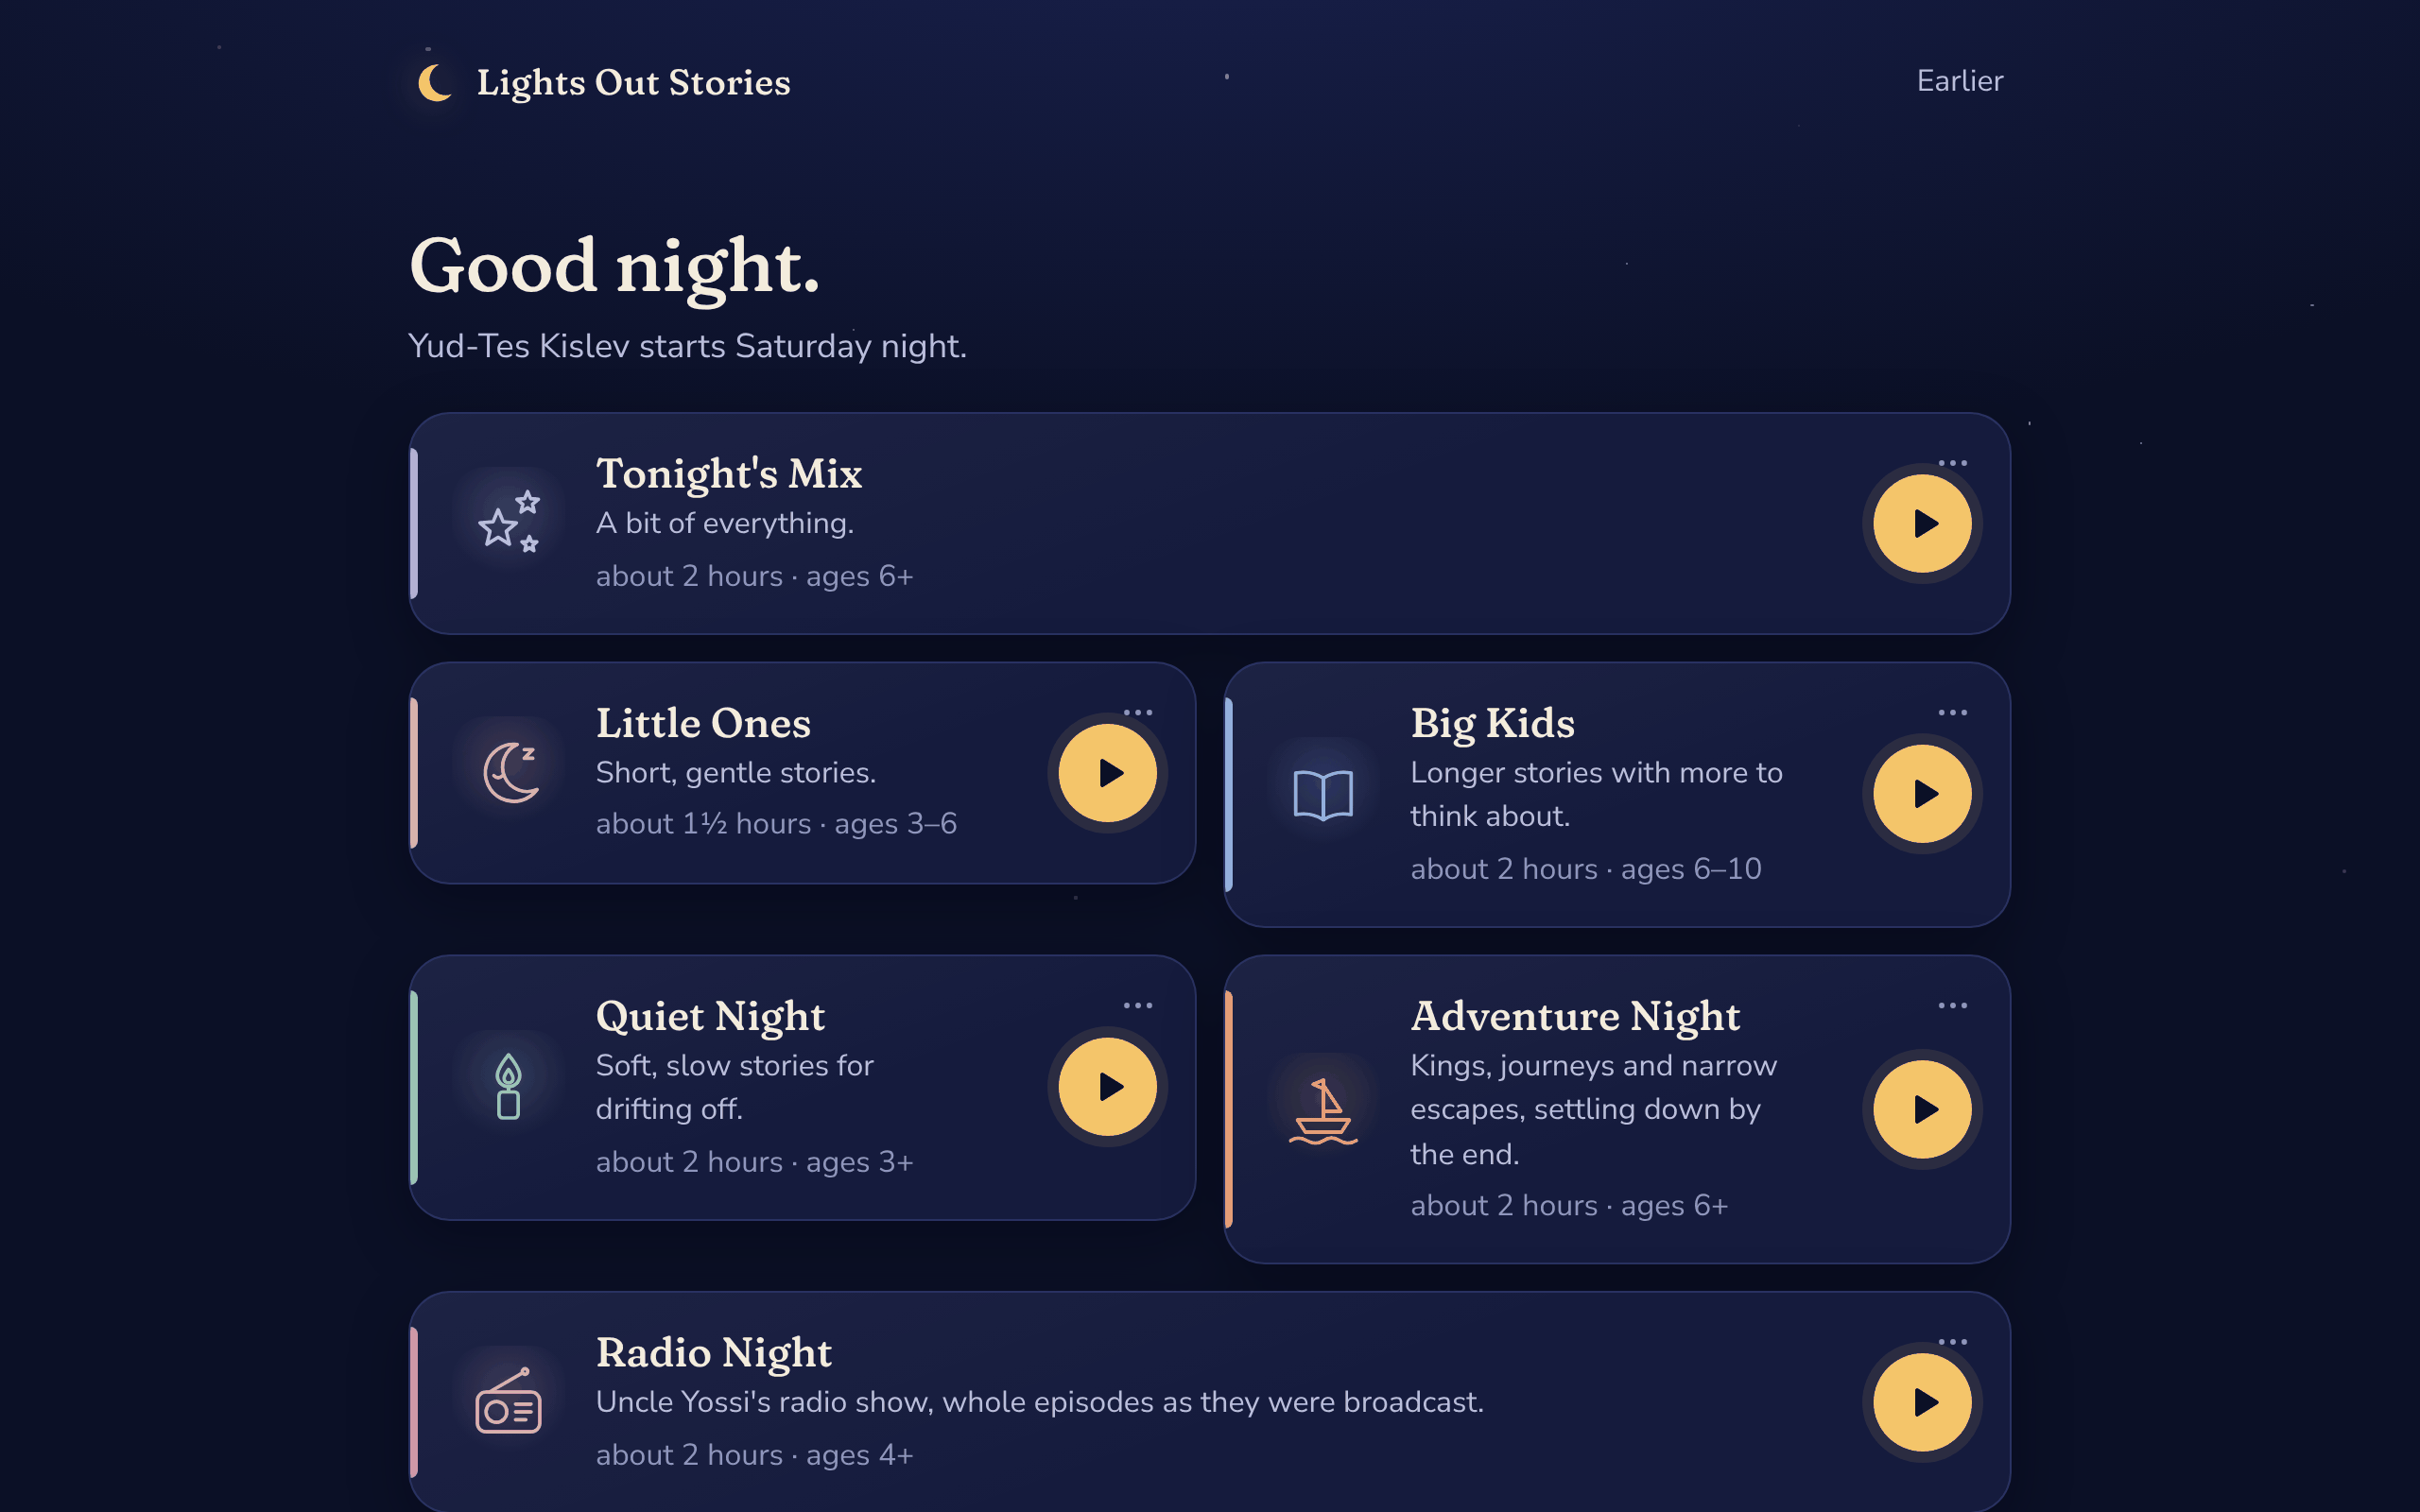 Lights Out Stories
Earlier
Good night.
Yud-Tes Kislev starts Saturday night.
Tonight's Mix
A bit of everything.
about 2 hours · ages 6+
Little Ones
Short, gentle stories.
about 1½ hours · ages 3–6
Big Kids
Longer stories with more to
think about.
about 2 hours · ages 6–10
Quiet Night
Soft, slow stories for
drifting off.
about 2 hours · ages 3+
Adventure Night
Kings, journeys and narrow
escapes, settling down by
the end.
about 2 hours · ages 6+
Radio Night
Uncle Yossi's radio show, whole episodes as they were broadcast.
about 2 hours · ages 4+